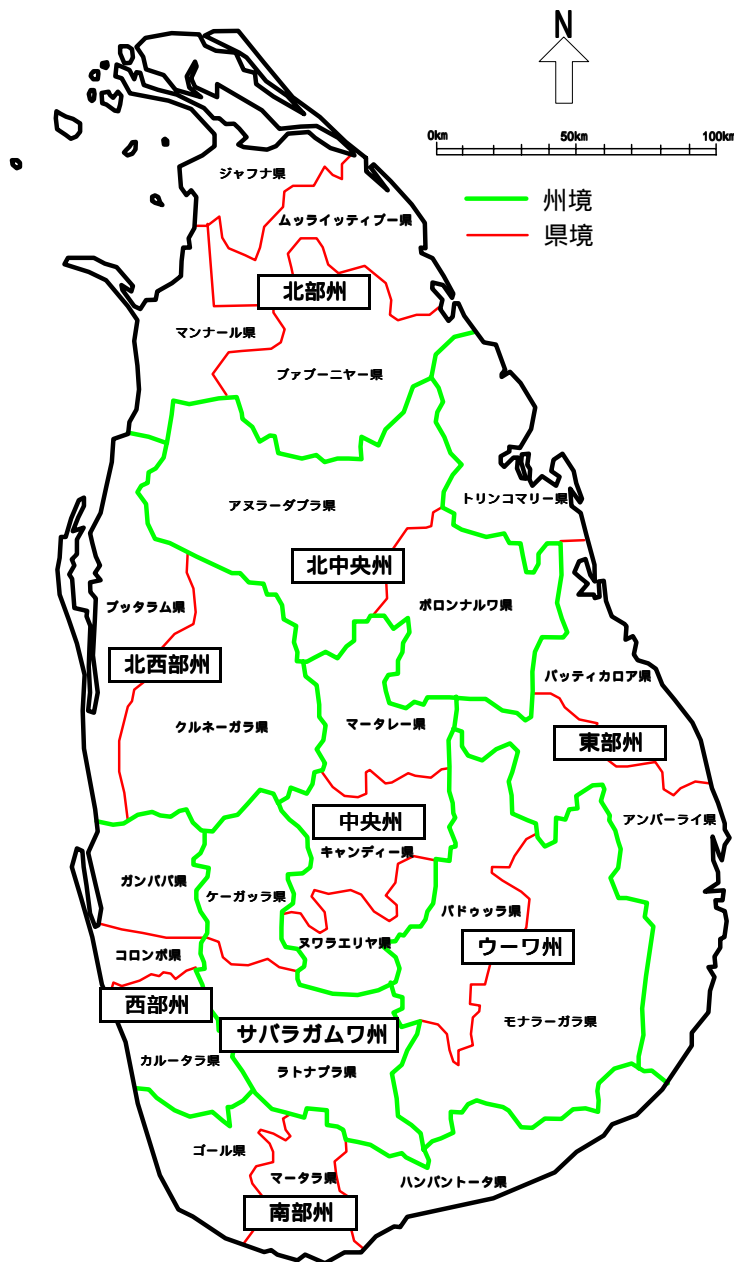 N
0km 50km 100km
州境
県境
ジャフナ県
ムッライッティブー県
北部州
マンナール県
ブァブーニヤー県
アヌラーダプラ県
トリンコマリー県
北中央州
ポロンナルワ県
プッタラム県
北西部州
バッティカロア県
クルネーガラ県
マータレー県
東部州
アンパーライ県
中央州
キャンディー県
ガンパパ県
ケーガッラ県
バドゥッラ県
ヌワラエリヤ県
ウーワ州
コロンボ県
西部州
モナラーガラ県
サバラガムワ州
カルータラ県
ラトナプラ県
ゴール県
マータラ県
ハンバントータ県
南部州